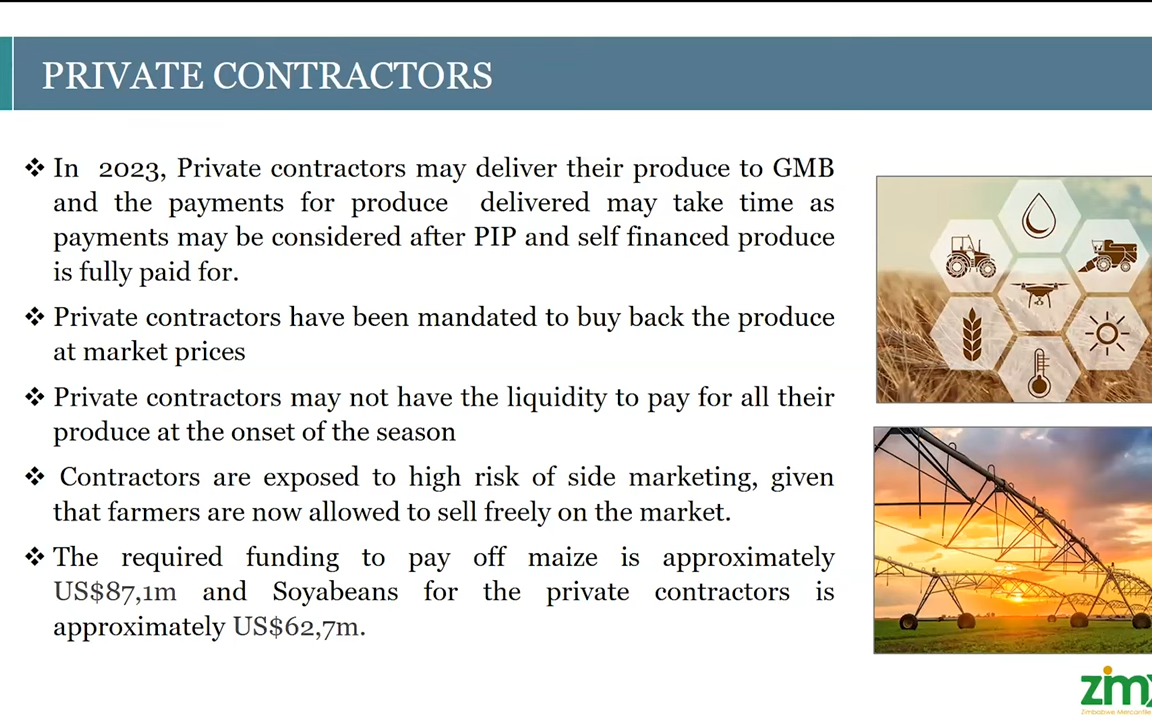 PRIVATE CONTRACTORS
❖ In 2023, Private contractors may deliver their produce to GMB
and the payments for produce delivered may take time as
payments may be considered after PIP and self financed produce
is fully paid for.
❖ Private contractors have been mandated to buy back the produce
at market prices
❖ Private contractors may not have the liquidity to pay for all their
produce at the onset of the season
❖ Contractors are exposed to high risk of side marketing, given
that farmers are now allowed to sell freely on the market.
❖ The required funding to pay off maize is approximately
US$87,1m and Soyabeans for the private contractors is
approximately US$62,7m.
zim
Zimbabwe Mercantile